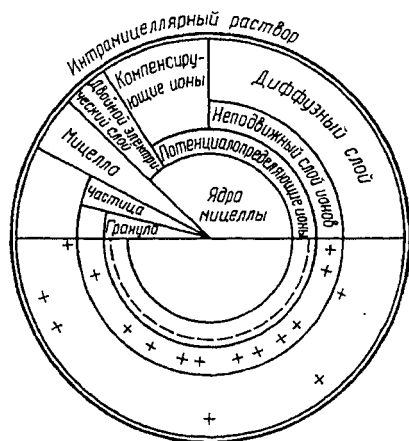 Интрамицеллярный раствор
Компенсиру-
ющие ионы
Диффузный слой
Двойной электри-
ческий слой
Неподвижный слой ионов
Потенциалопределяющие ионы
Мицелла
Частица
Гранула
Ядро
мицеллы